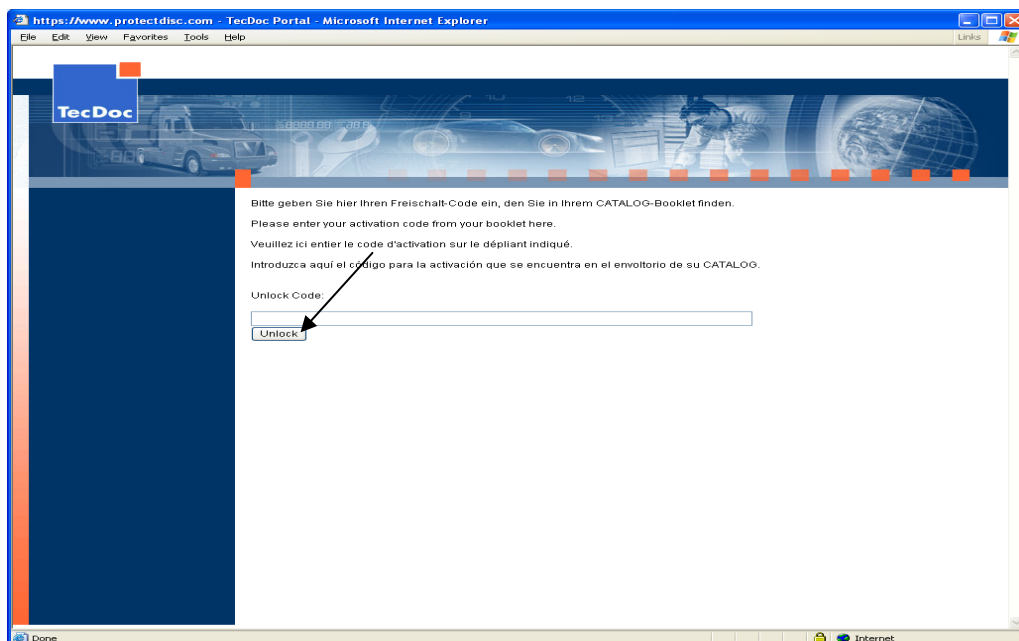 https://www.protectdisc.com - TecDoc Portal - Microsoft Internet Explorer
File Edit View Favorites Tools Help
Links
TecDoc
Bitte geben Sie hier Ihren Freischalt-Code ein, den Sie in Ihrem CATALOG-Booklet finden.
Please enter your activation code from your booklet here.
Veuillez ici entier le code d'activation sur le dépliant indiqué.
Introduzca aquí el código para la activación que se encuentra en el envoltorio de su CATALOG.
Unlock Code:
Unlock
Done
Internet